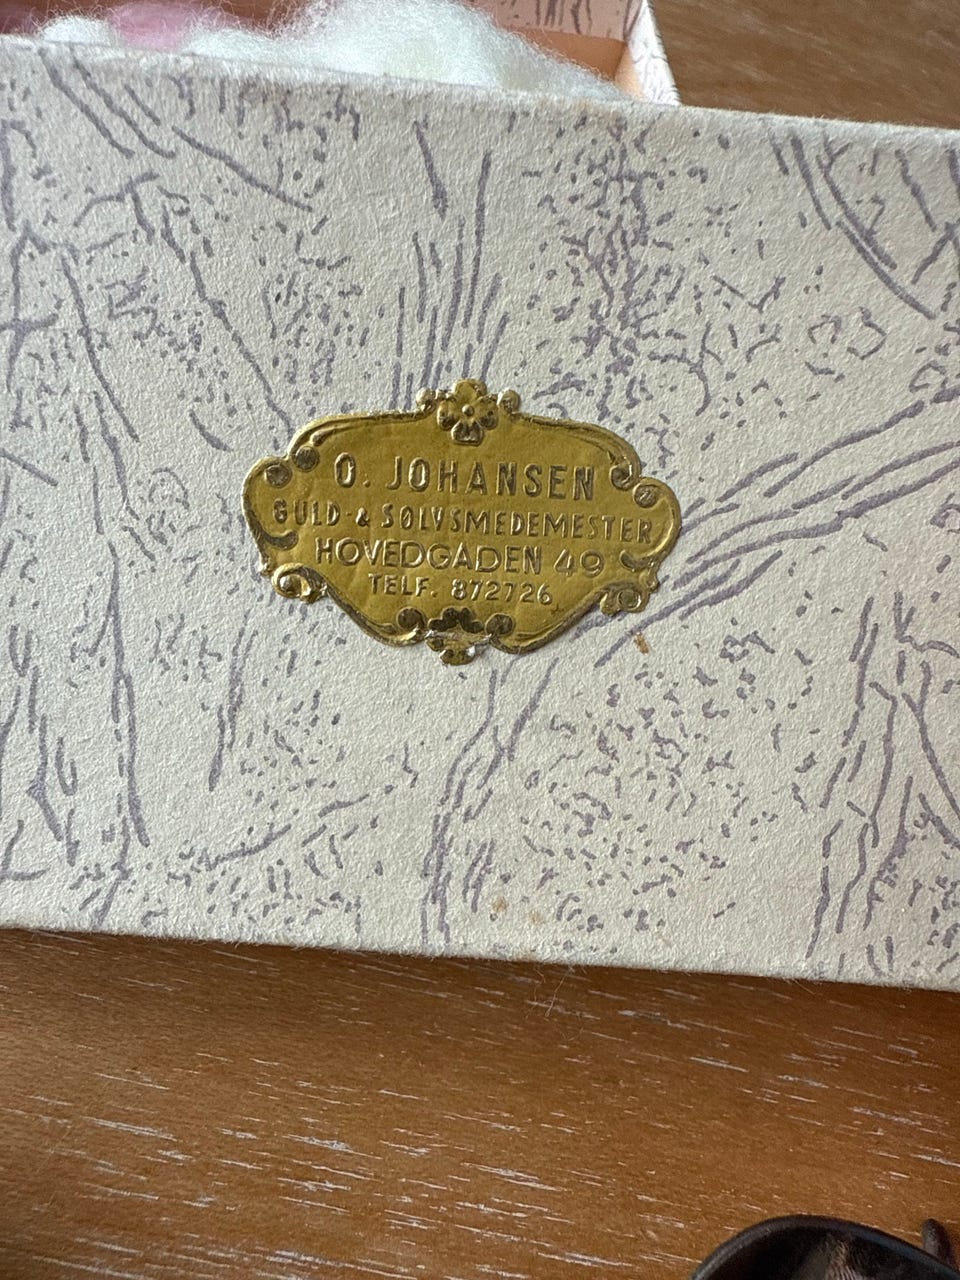 O. JOHANSEN
GULD- & SØLVSMEDEMESTER
HOVEDGADEN 49
TELF. 872726